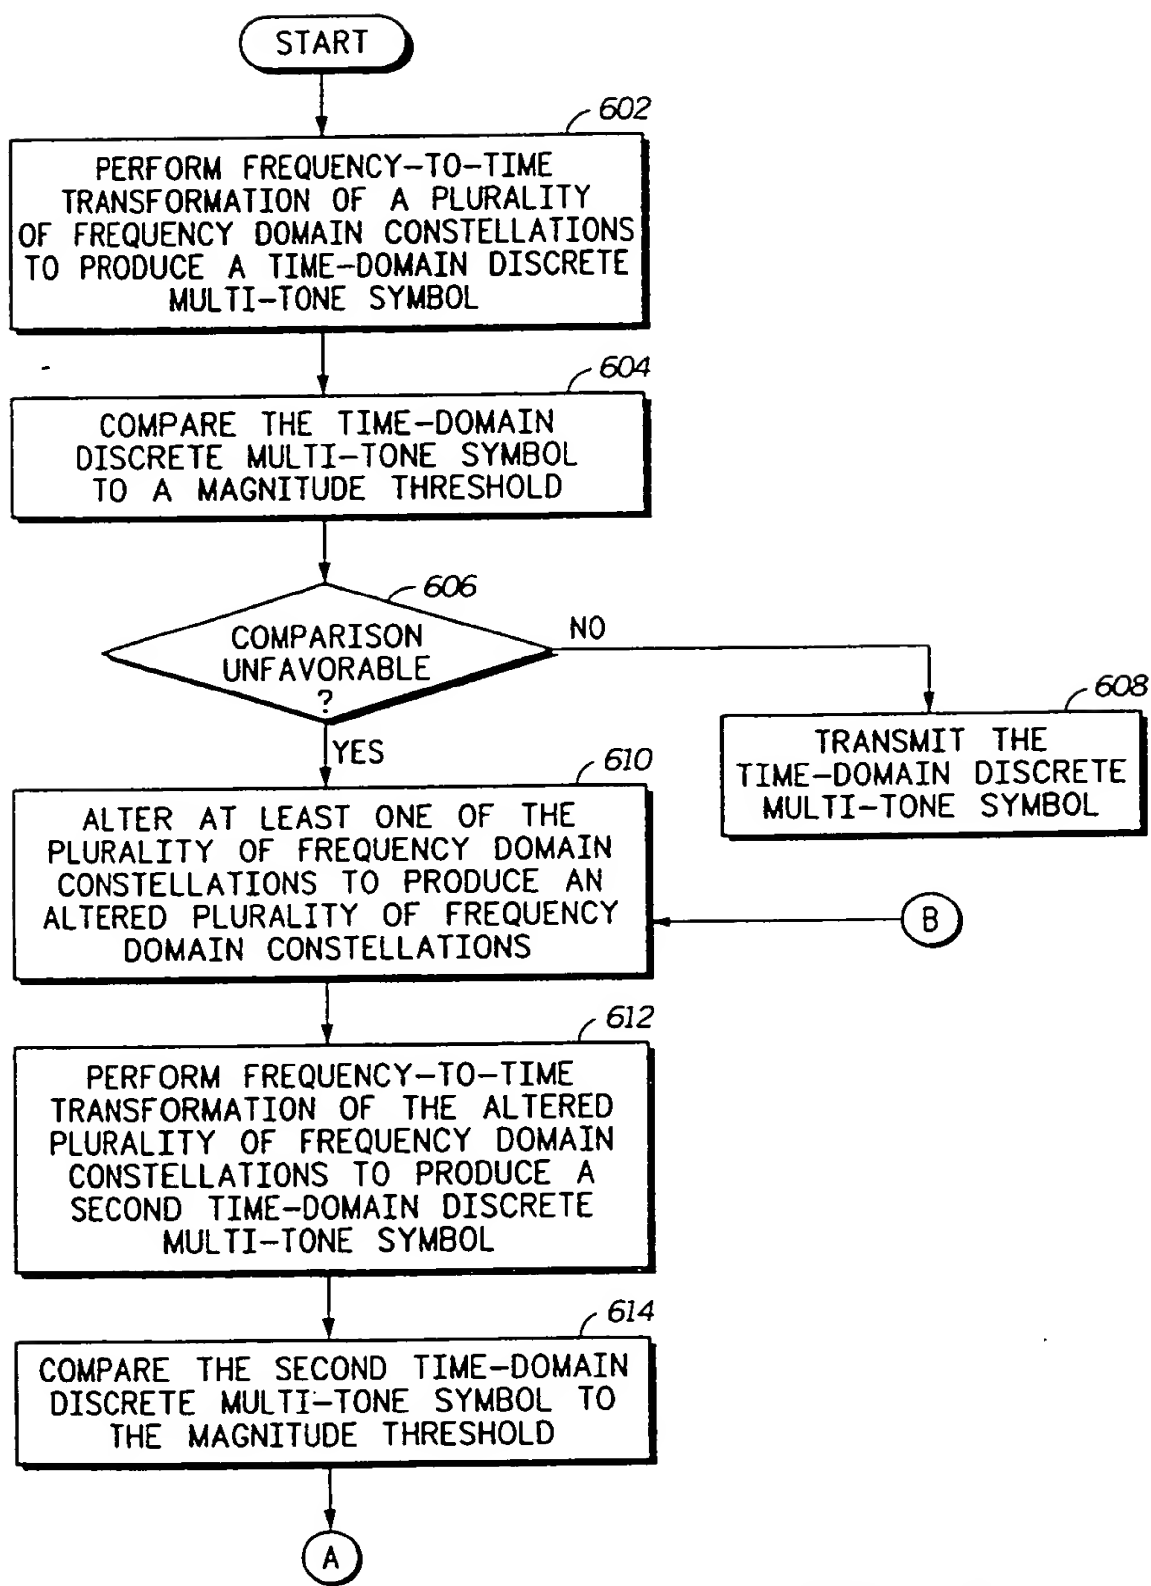 START
602
PERFORM FREQUENCY-TO-TIME
TRANSFORMATION OF A PLURALITY
OF FREQUENCY DOMAIN CONSTELLATIONS
TO PRODUCE A TIME-DOMAIN DISCRETE
MULTI-TONE SYMBOL
604
COMPARE THE TIME-DOMAIN
DISCRETE MULTI-TONE SYMBOL
TO A MAGNITUDE THRESHOLD
606
COMPARISON
UNFAVORABLE
?
NO
608
TRANSMIT THE
TIME-DOMAIN DISCRETE
MULTI-TONE SYMBOL
YES
610
ALTER AT LEAST ONE OF THE
PLURALITY OF FREQUENCY DOMAIN
CONSTELLATIONS TO PRODUCE AN
ALTERED PLURALITY OF FREQUENCY
DOMAIN CONSTELLATIONS
B
612
PERFORM FREQUENCY-TO-TIME
TRANSFORMATION OF THE ALTERED
PLURALITY OF FREQUENCY DOMAIN
CONSTELLATIONS TO PRODUCE A
SECOND TIME-DOMAIN DISCRETE
MULTI-TONE SYMBOL
614
COMPARE THE SECOND TIME-DOMAIN
DISCRETE MULTI-TONE SYMBOL TO
THE MAGNITUDE THRESHOLD
A